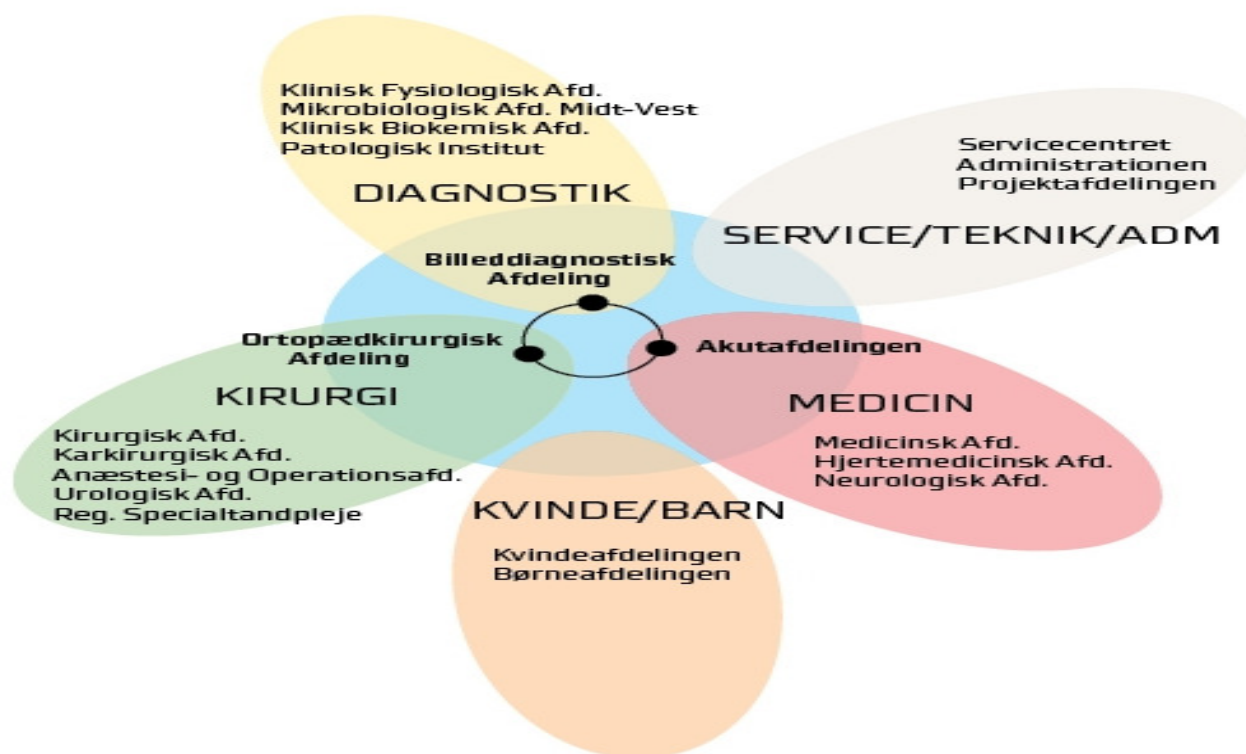 Klinisk Fysiologisk Afd.
Mikrobiologisk Afd. Midt-Vest
Klinisk Biokemisk Afd.
Patologisk Institut
DIAGNOSTIK
Servicecentret
Administrationen
Projektafdelingen
SERVICE/TEKNIK/ADM
Billeddiagnostisk
Afdeling
Ortopædkirurgisk
Afdeling
Akutafdelingen
KIRURGI
Kirurgisk Afd.
Karkirurgisk Afd.
Anæstesi- og Operationsafd.
Urologisk Afd.
Reg. Specialtandpleje
MEDICIN
Medicinsk Afd.
Hjertemedicinsk Afd.
Neurologisk Afd.
KVINDE/BARN
Kvindeafdelingen
Børneafdelingen